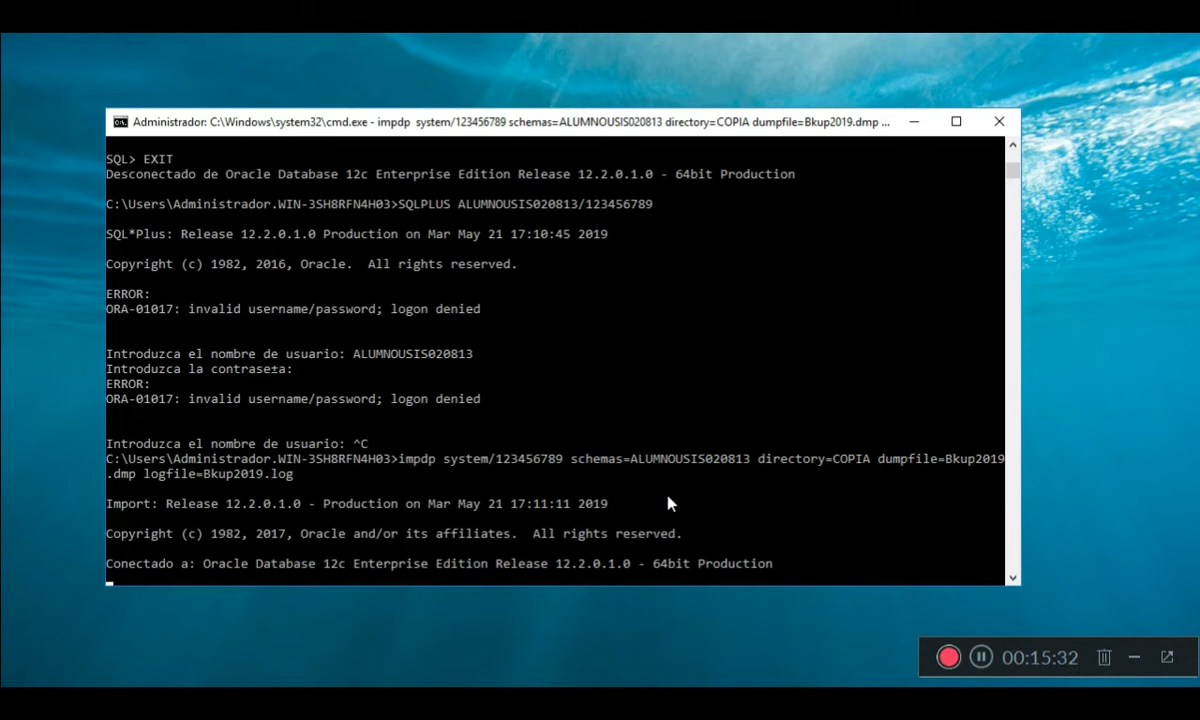 Administrador: C:\Windows\system32\cmd.exe - impdp  system/123456789 schemas=ALUMNOUSIS020813 directory=COPIA dumpfile=Bkup2019.dmp ...
SQL> EXIT
Desconectado de Oracle Database 12c Enterprise Edition Release 12.2.0.1.0 - 64bit Production
C:\Users\Administrador.WIN-3SH8RFN4H03>SQLPLUS ALUMNOUSIS020813/123456789
SQL*Plus: Release 12.2.0.1.0 Production on Mar May 21 17:10:45 2019
Copyright (c) 1982, 2016, Oracle.  All rights reserved.
ERROR:
ORA-01017: invalid username/password; logon denied
Introduzca el nombre de usuario: ALUMNOUSIS020813
Introduzca la contrase±a:
ERROR:
ORA-01017: invalid username/password; logon denied
Introduzca el nombre de usuario: ^C
C:\Users\Administrador.WIN-3SH8RFN4H03>impdp system/123456789 schemas=ALUMNOUSIS020813 directory=COPIA dumpfile=Bkup2019
.dmp logfile=Bkup2019.log
Import: Release 12.2.0.1.0 - Production on Mar May 21 17:11:11 2019
Copyright (c) 1982, 2017, Oracle and/or its affiliates.  All rights reserved.
Conectado a: Oracle Database 12c Enterprise Edition Release 12.2.0.1.0 - 64bit Production
00:15:32